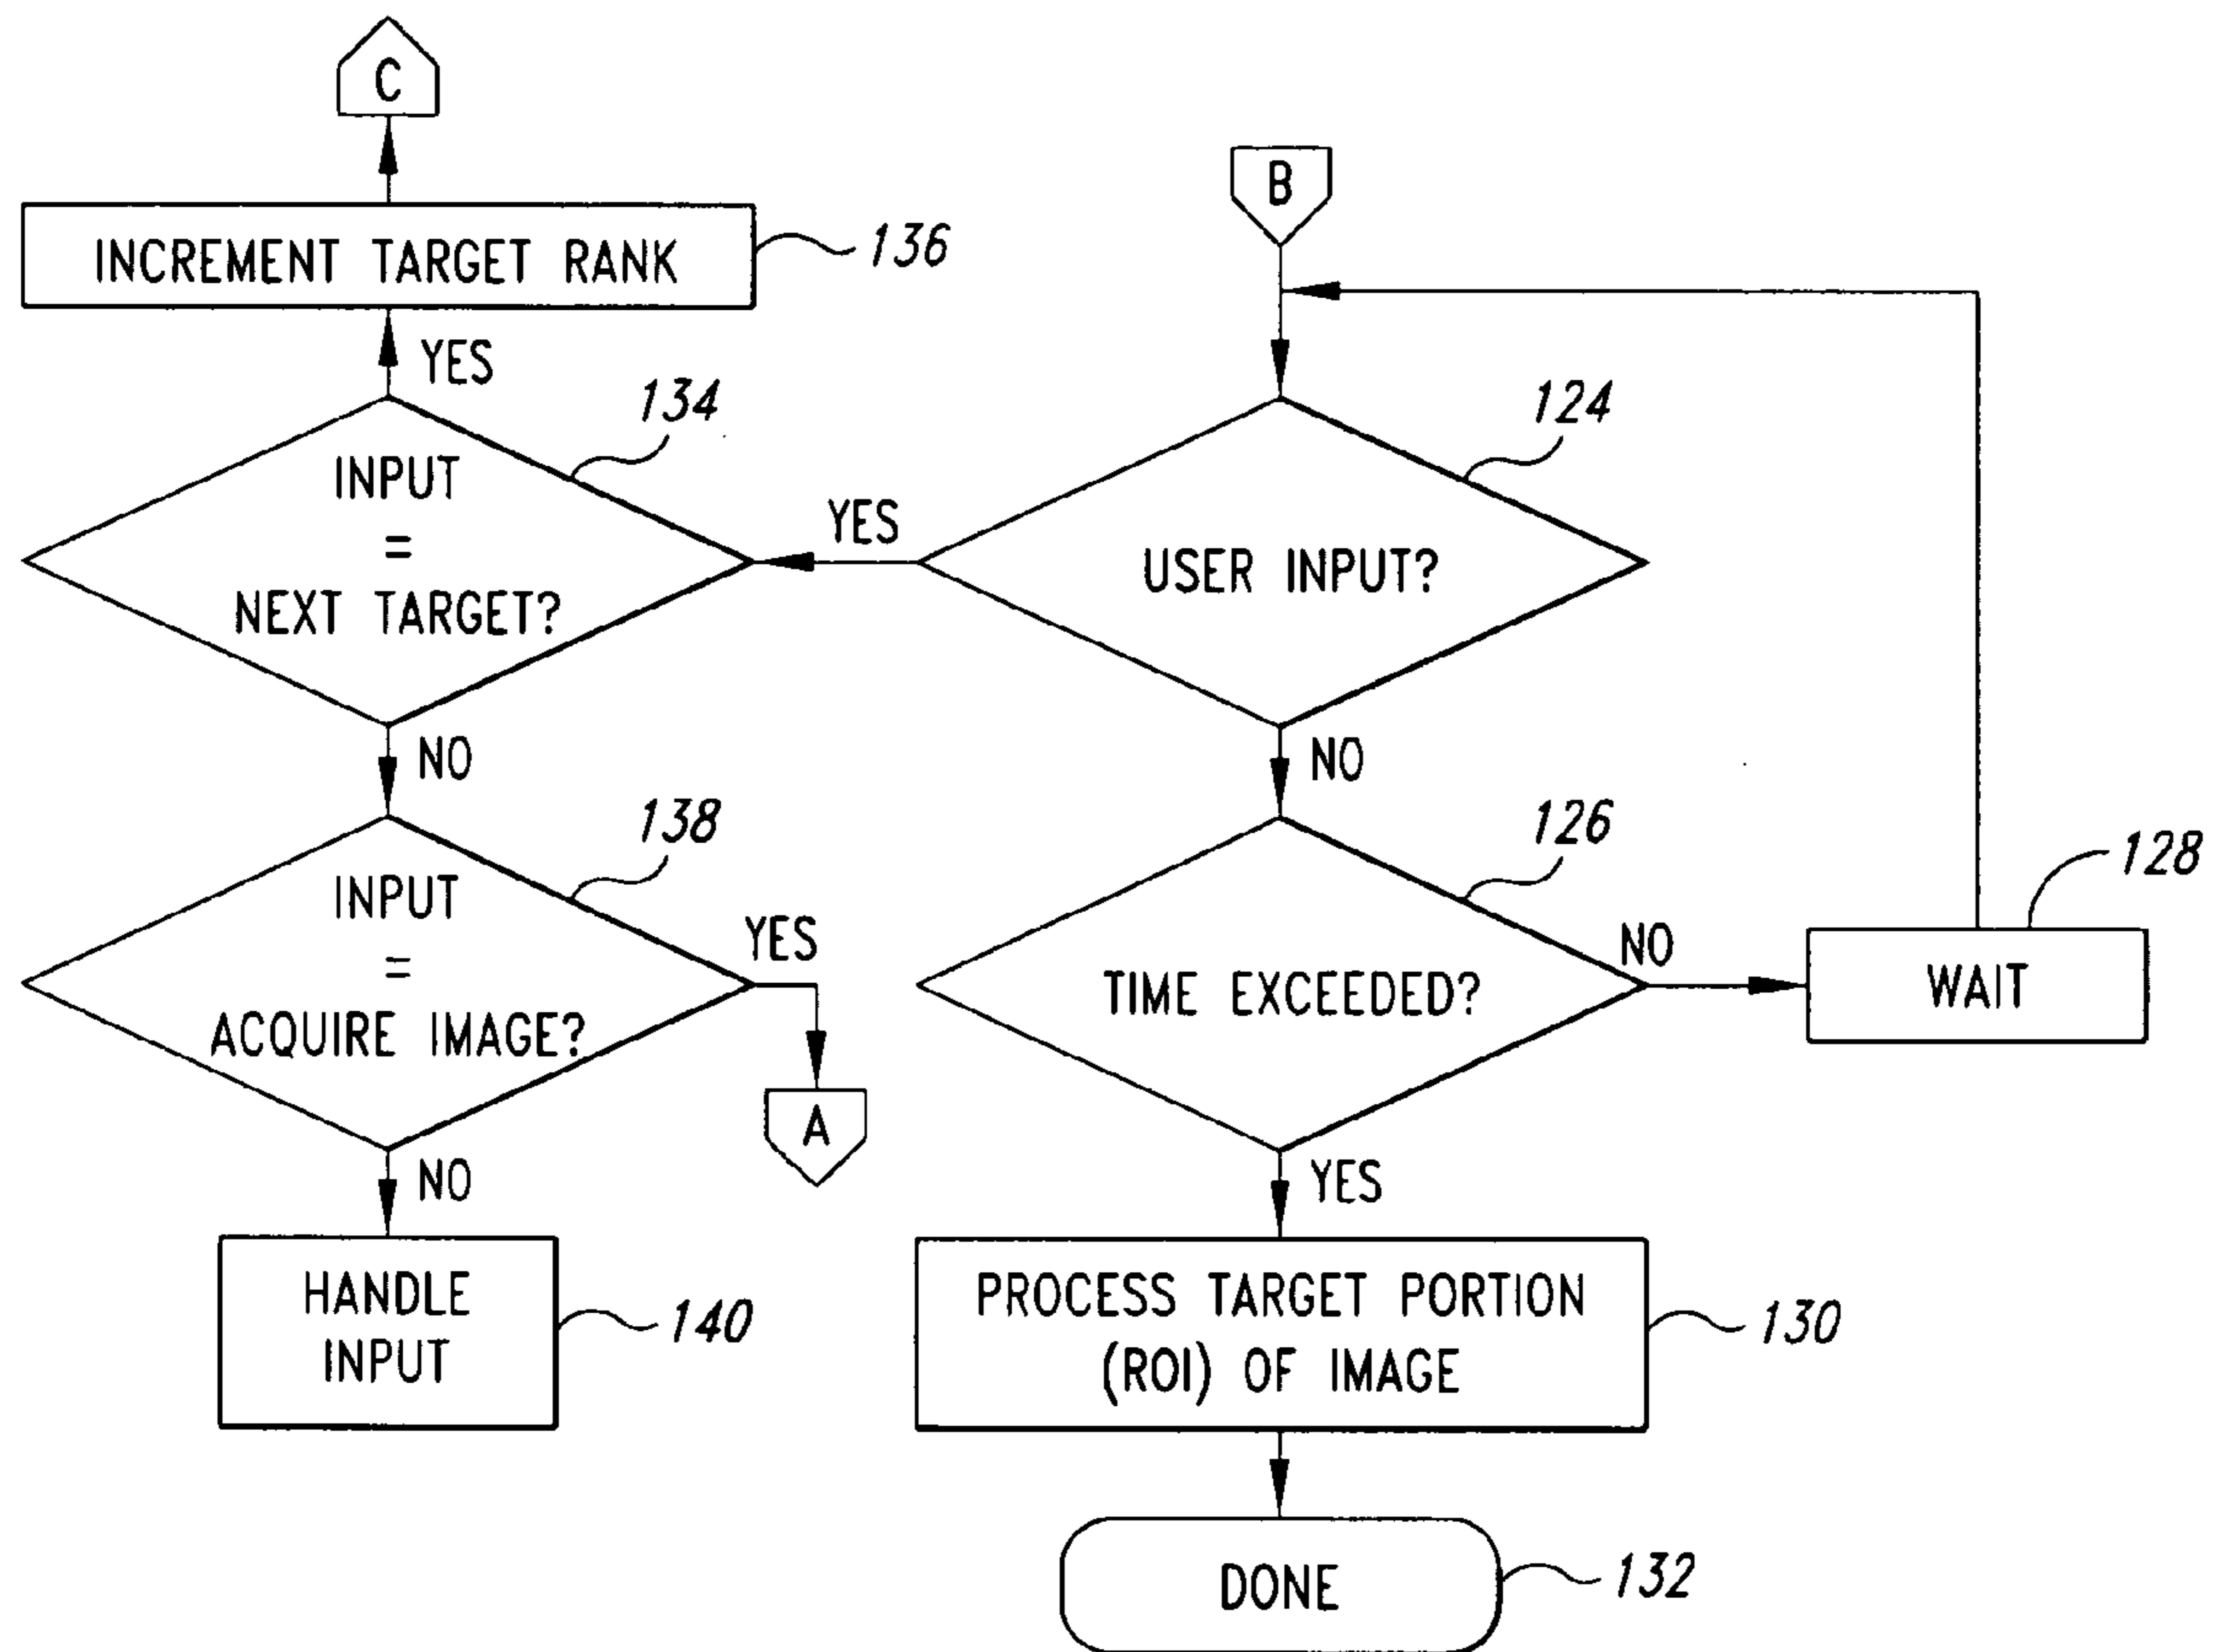 C
INCREMENT TARGET RANK
136
YES
INPUT
=
NEXT TARGET?
134
NO
INPUT
=
ACQUIRE IMAGE?
138
YES
A
NO
HANDLE
INPUT
140
B
USER INPUT?
124
YES
NO
TIME EXCEEDED?
126
NO
WAIT
128
YES
PROCESS TARGET PORTION
(ROI) OF IMAGE
130
DONE
132